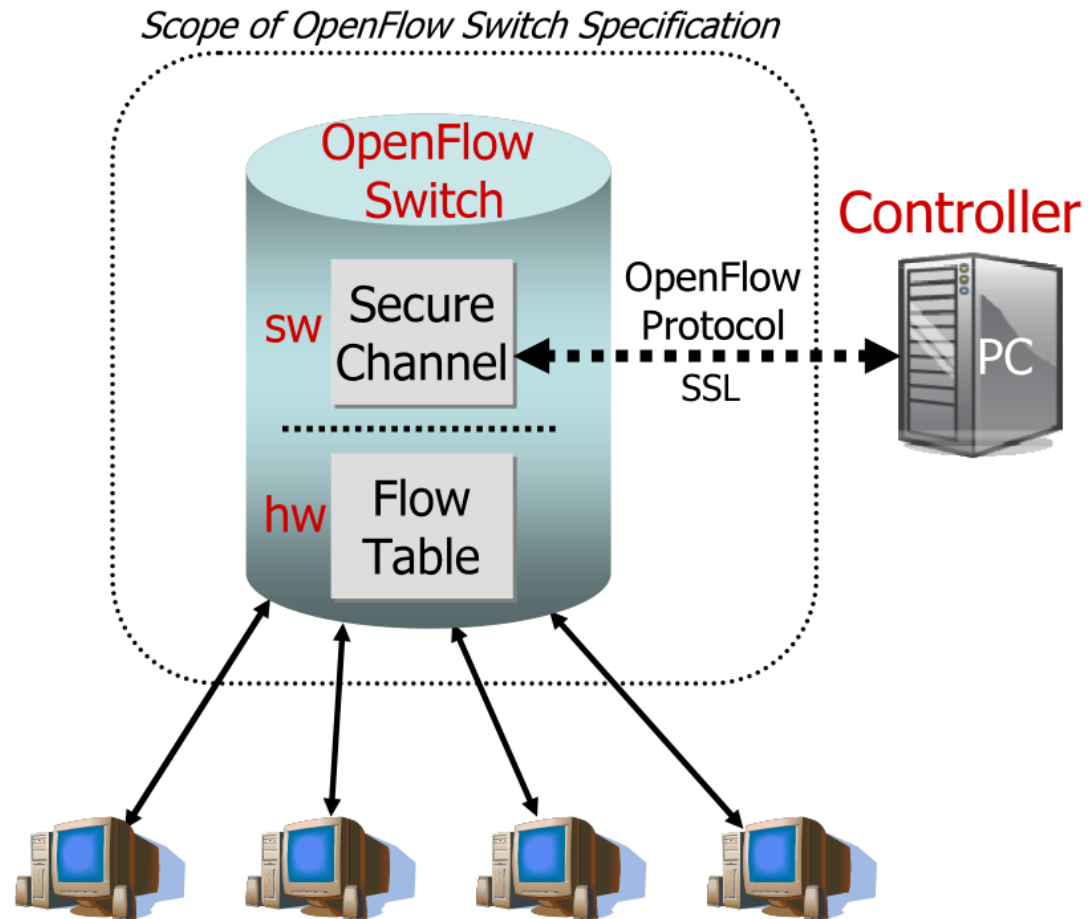 Scope of OpenFlow Switch Specification
OpenFlow
Switch
Controller
sw
Secure
Channel
OpenFlow
Protocol
SSL
PC
hw
Flow
Table